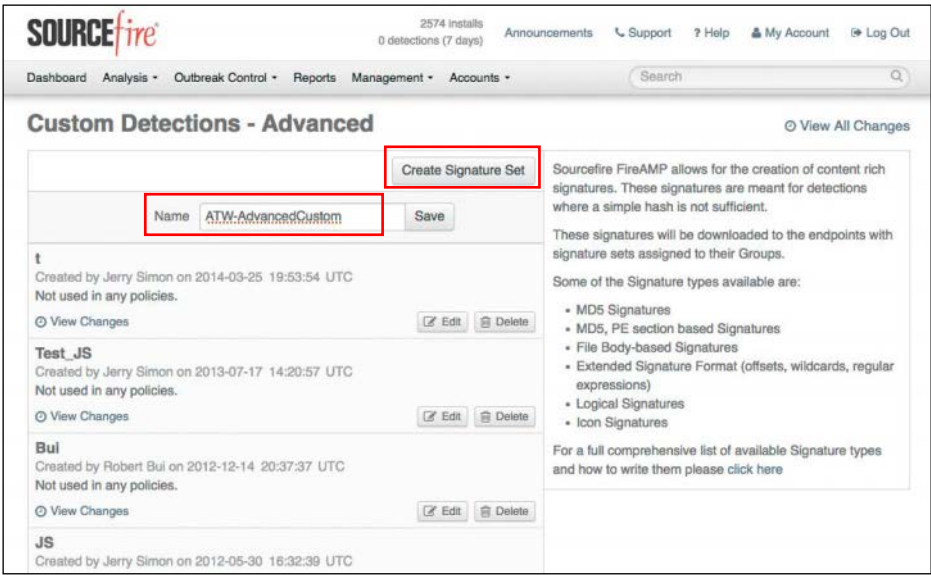 SOURCEfire
2574 installs
0 detections (7 days)
Announcements
Support
? Help
My Account
Log Out
Dashboard Analysis Outbreak Control Reports Management Accounts
Search
Custom Detections - Advanced
View All Changes
Create Signature Set
Name ATW-AdvancedCustom Save
t
Created by Jerry Simon on 2014-03-25 19:53:54 UTC
Not used in any policies.
View Changes Edit Delete
Test_JS
Created by Jerry Simon on 2013-07-17 14:20:57 UTC
Not used in any policies.
View Changes Edit Delete
Bui
Created by Robert Bui on 2012-12-14 20:37:37 UTC
Not used in any policies.
View Changes Edit Delete
JS
Created by Jerry Simon on 2012-05-30 16:32:39 UTC
Sourcefire FireAMP allows for the creation of content rich
signatures. These signatures are meant for detections
where a simple hash is not sufficient.
These signatures will be downloaded to the endpoints with
signature sets assigned to their Groups.
Some of the Signature types available are:
• MD5 Signatures
• MD5, PE section based Signatures
• File Body-based Signatures
• Extended Signature Format (offsets, wildcards, regular
expressions)
• Logical Signatures
• Icon Signatures
For a full comprehensive list of available Signature types
and how to write them please click here